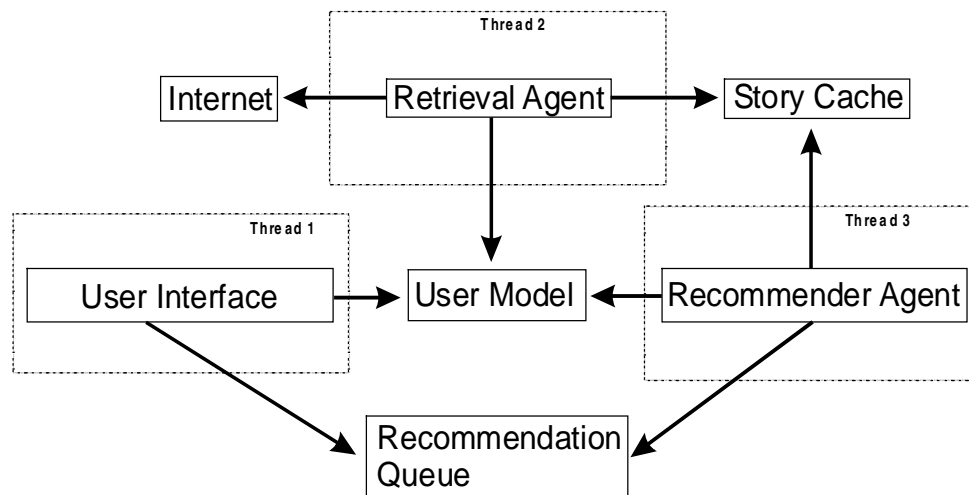 Thread 2
Internet
Retrieval Agent
Story Cache
Thread 1
Thread 3
User Interface
User Model
Recommender Agent
Recommendation
Queue